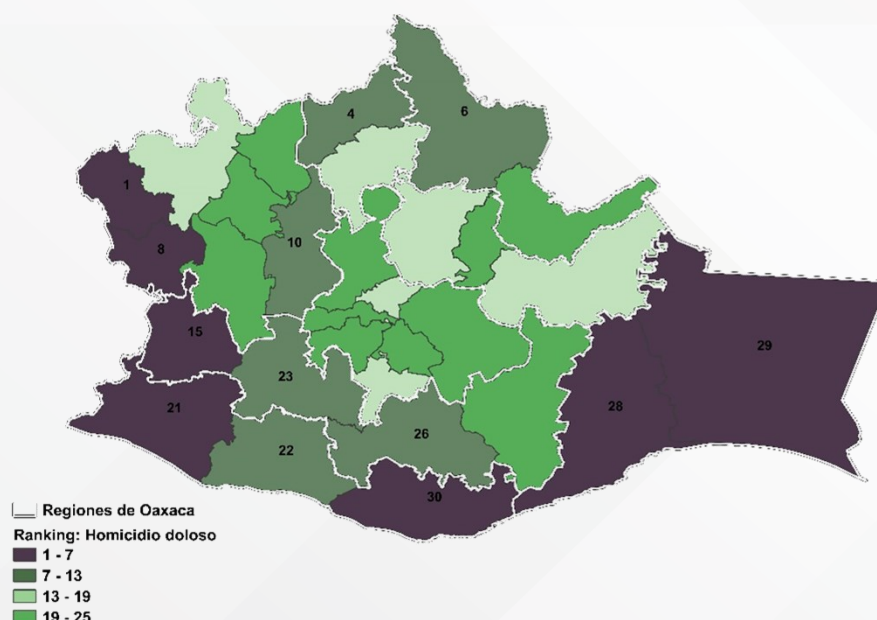 4
6
1
10
8
15
29
23
28
21
26
22
30
Regiones de Oaxaca
Ranking: Homicidio doloso
1 - 7
7 - 13
13 - 19
19 - 25